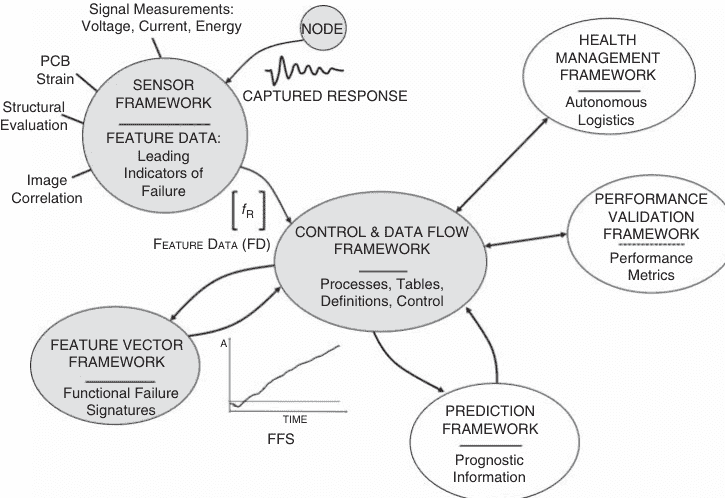 Signal Measurements:
Voltage, Current, Energy
NODE
PCB
Strain
Structural
Evaluation
Image
Correlation
SENSOR
FRAMEWORK
FEATURE DATA:
Leading
Indicators of
Failure
CAPTURED RESPONSE
HEALTH
MANAGEMENT
FRAMEWORK
Autonomous
Logistics
[fR]
FEATURE DATA (FD)
CONTROL & DATA FLOW
FRAMEWORK
Processes, Tables,
Definitions, Control
PERFORMANCE
VALIDATION
FRAMEWORK
Performance
Metrics
FEATURE VECTOR
FRAMEWORK
Functional Failure
Signatures
A
TIME
FFS
PREDICTION
FRAMEWORK
Prognostic
Information